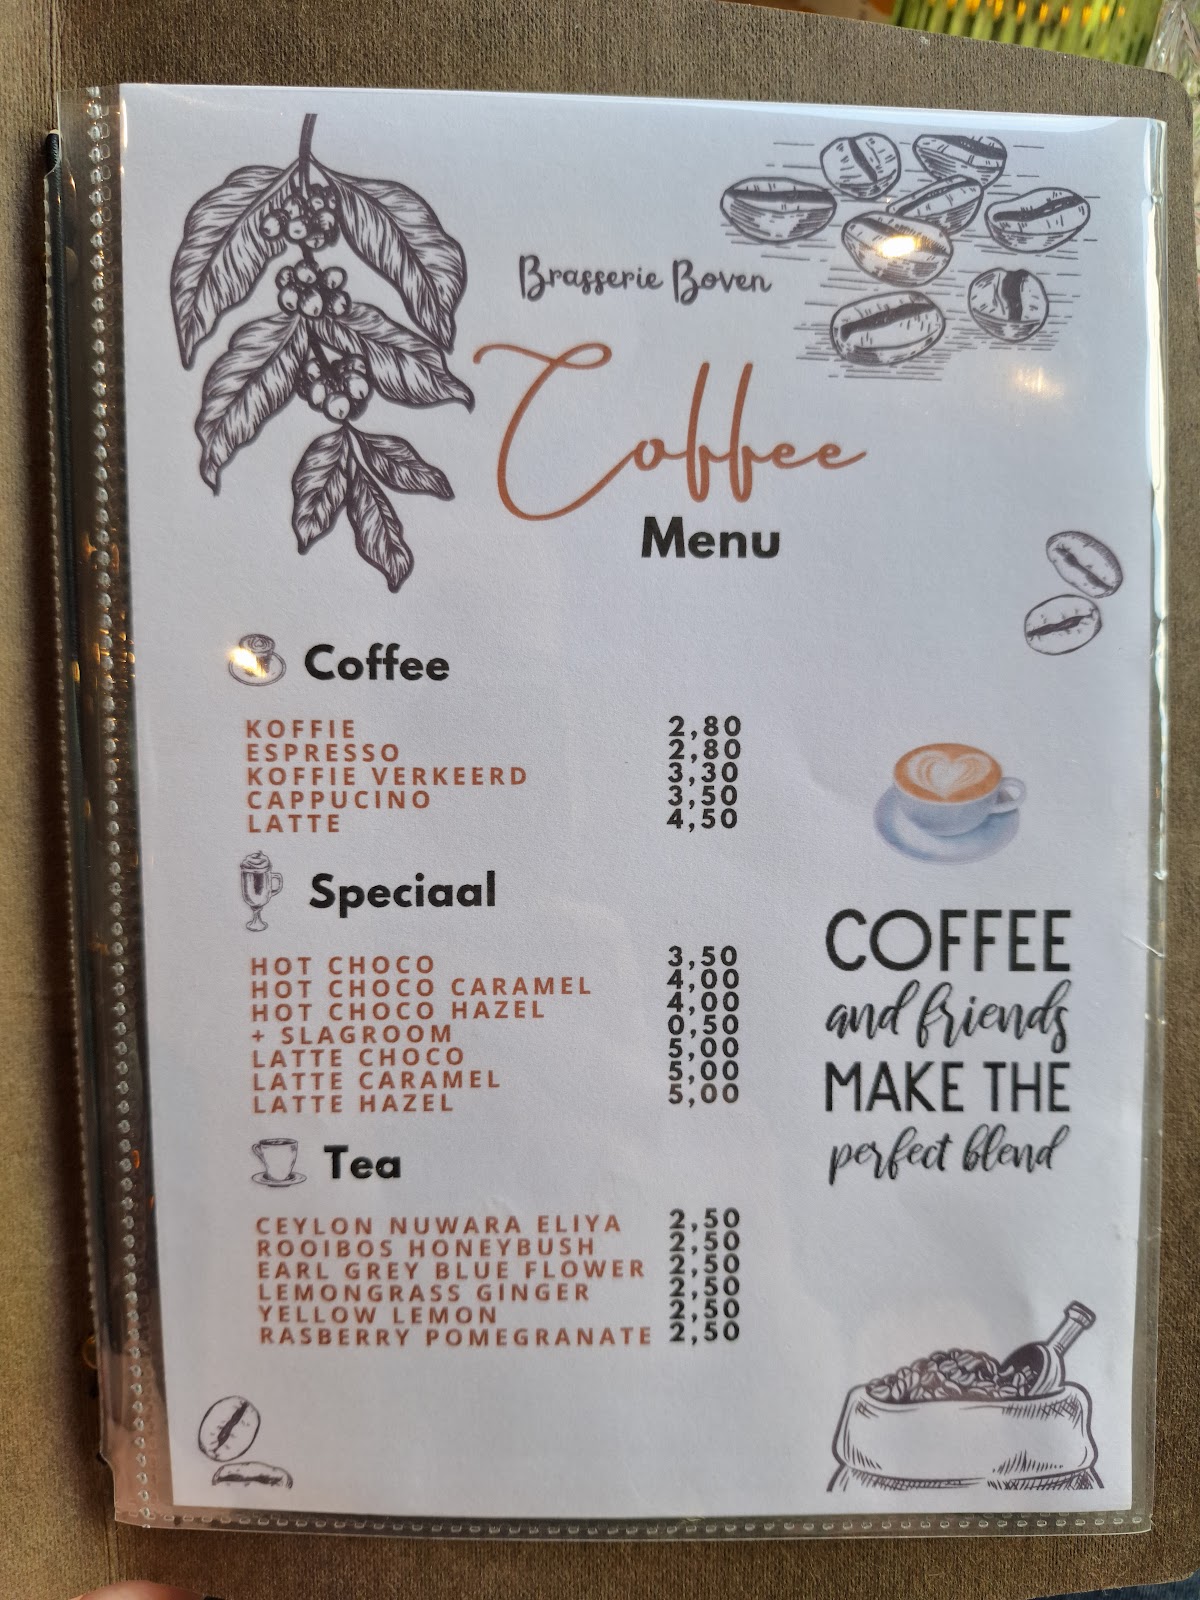 Brasserie Boven
Coffee
Menu
Coffee
KOFFIE 2,80
ESPRESSO 2,80
KOFFIE VERKEERD 3,30
CAPPUCINO 3,50
LATTE 4,50
Speciaal
HOT CHOCO 3,50
HOT CHOCO CARAMEL 4,00
HOT CHOCO HAZEL 4,00
+ SLAGROOM 0,50
LATTE CHOCO 5,00
LATTE CARAMEL 5,00
LATTE HAZEL 5,00
COFFEE
and friends
MAKE THE
perfect blend
Tea
CEYLON NUWARA ELIYA 2,50
ROOIBOS HONEYBUSH 2,50
EARL GREY BLUE FLOWER 2,50
LEMONGRASS GINGER 2,50
YELLOW LEMON 2,50
RASBERRY POMEGRANATE 2,50